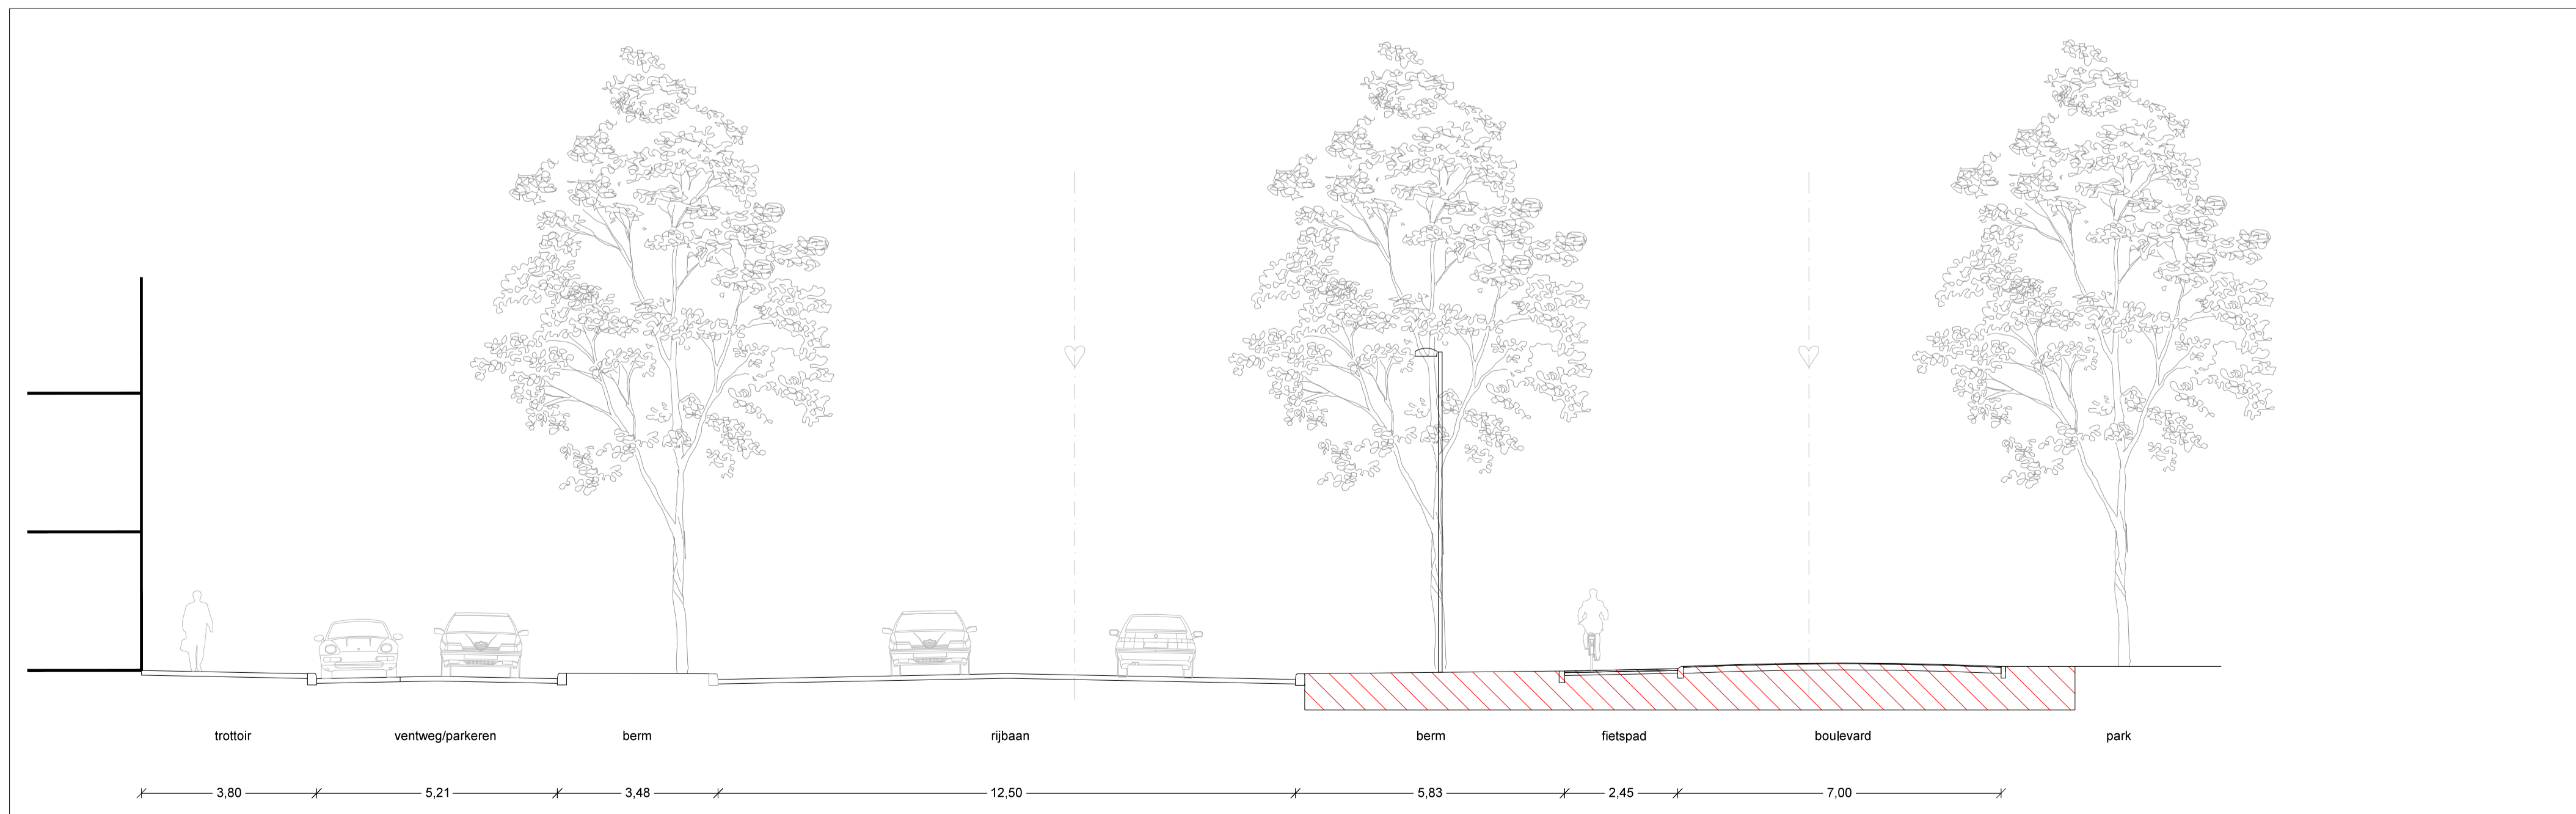 trottoir ventweg/parkeren berm rijbaan berm fietspad boulevard park
3,80 5,21 3,48 12,50 5,83 2,45 7,00